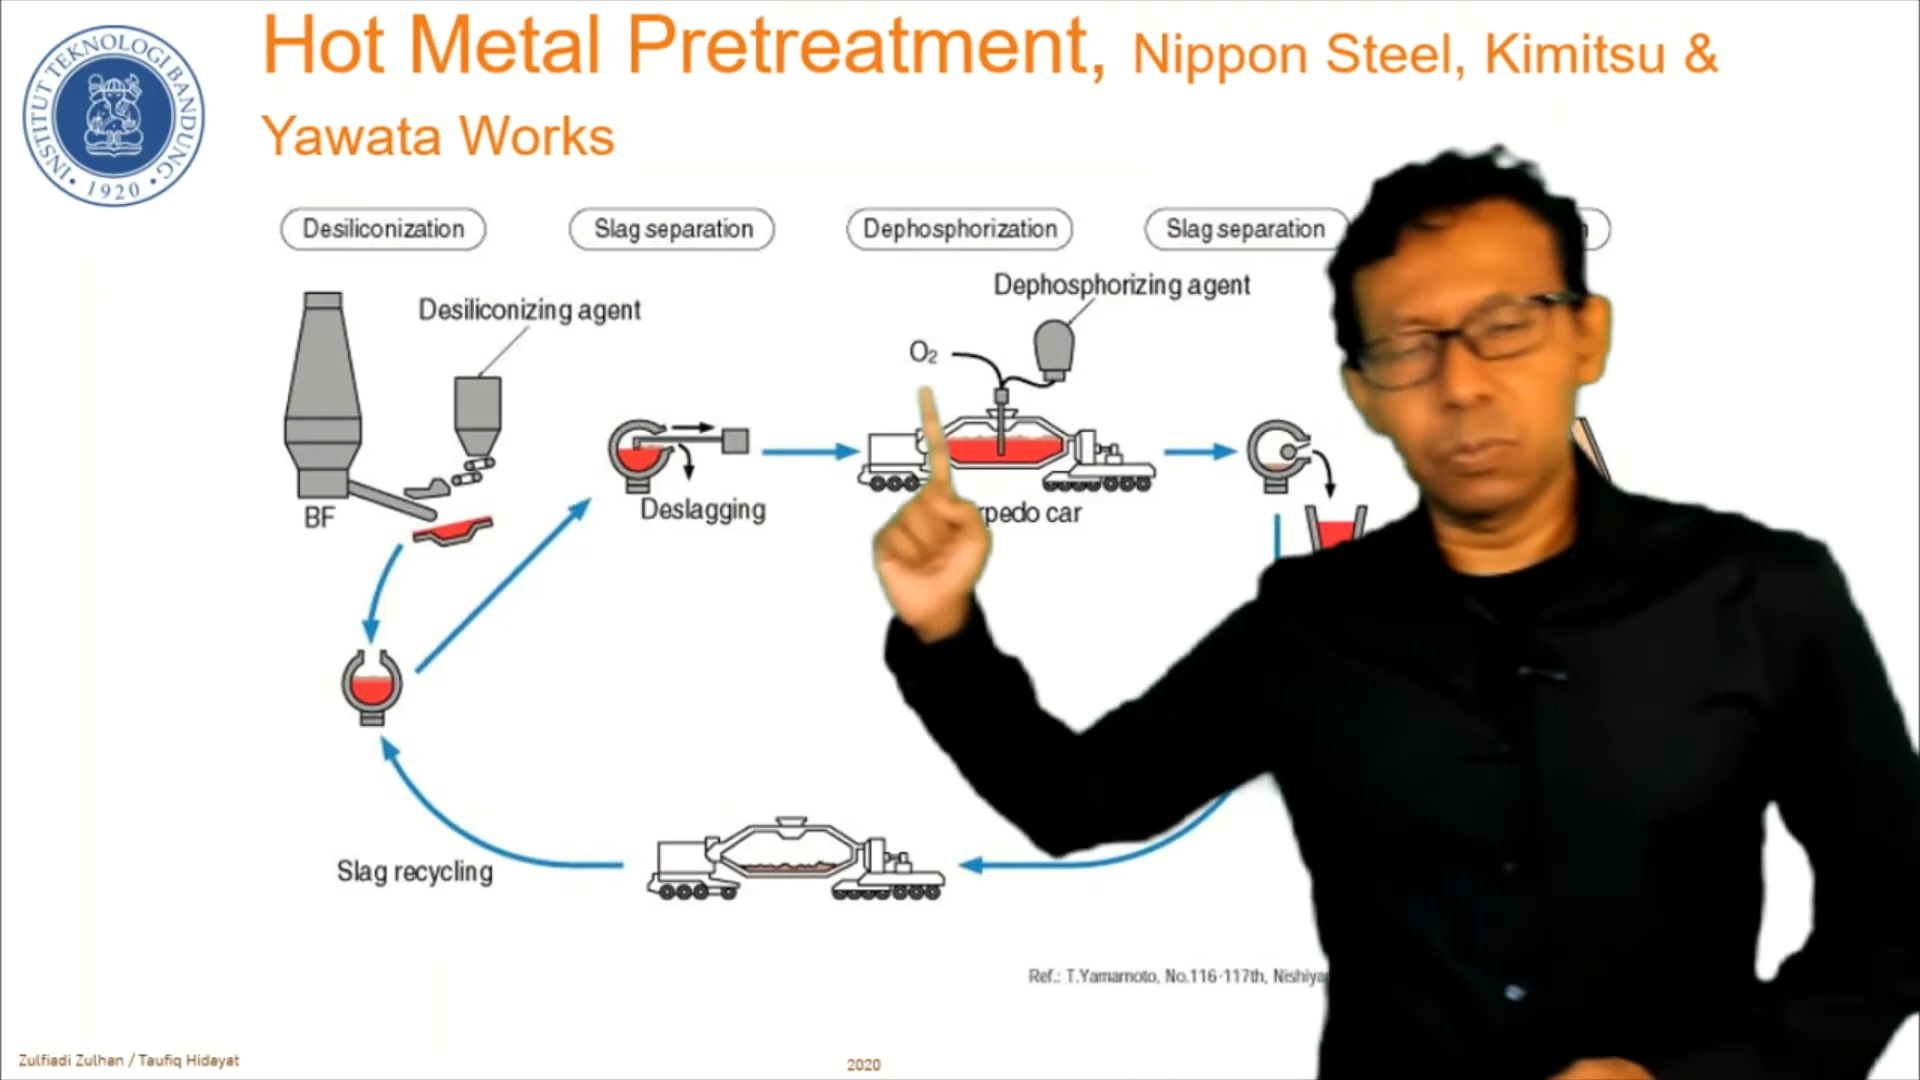 Hot Metal Pretreatment, Nippon Steel, Kimitsu &
Yawata Works
INSTITUT TEKNOLOGI BANDUNG
1920
Desiliconization
Slag separation
Dephosphorization
Slag separation
Desiliconizing agent
Dephosphorizing agent
O₂
BF
Deslagging
car
Slag recycling
Ref.: T.Yamamoto, No.116-117th,
Zulfiadi Zulhan / Taufiq Hidayat
2020